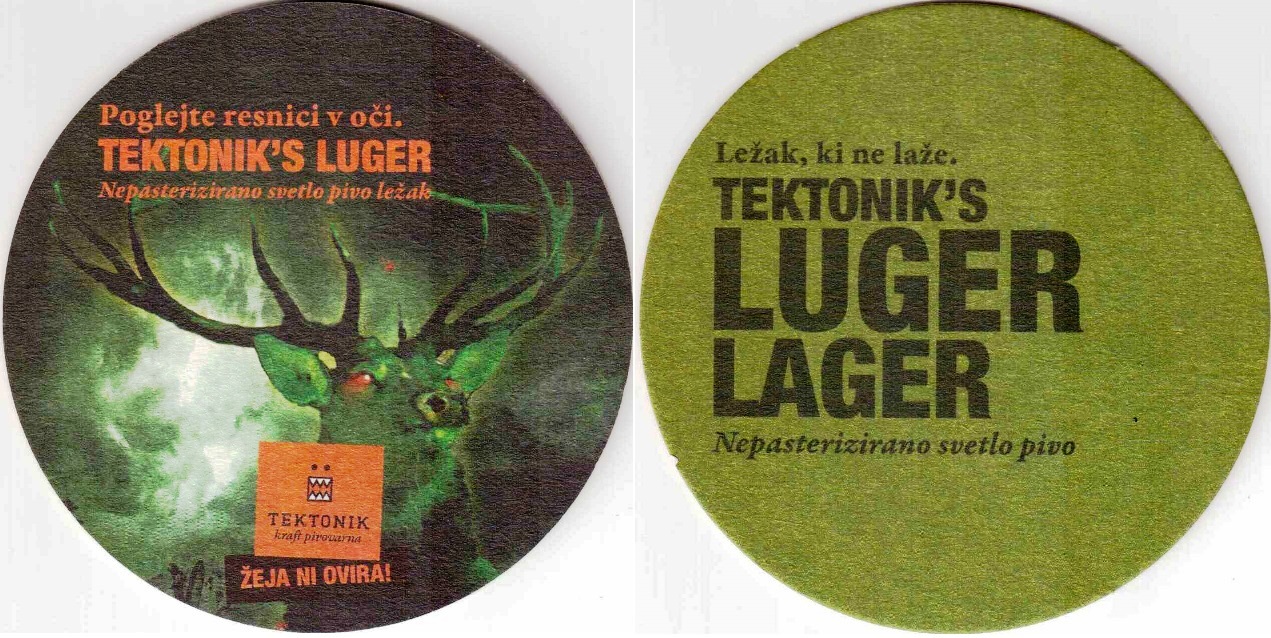 Poglejte resnici v oči.
TEKTONIK'S LUGER
Nepasterizirano svetlo pivo ležak
TEKTONIK
kraft pivovarna
ŽEJA NI OVIRA!
Ležak, ki ne laže.
TEKTONIK'S
LUGER
LAGER
Nepasterizirano svetlo pivo